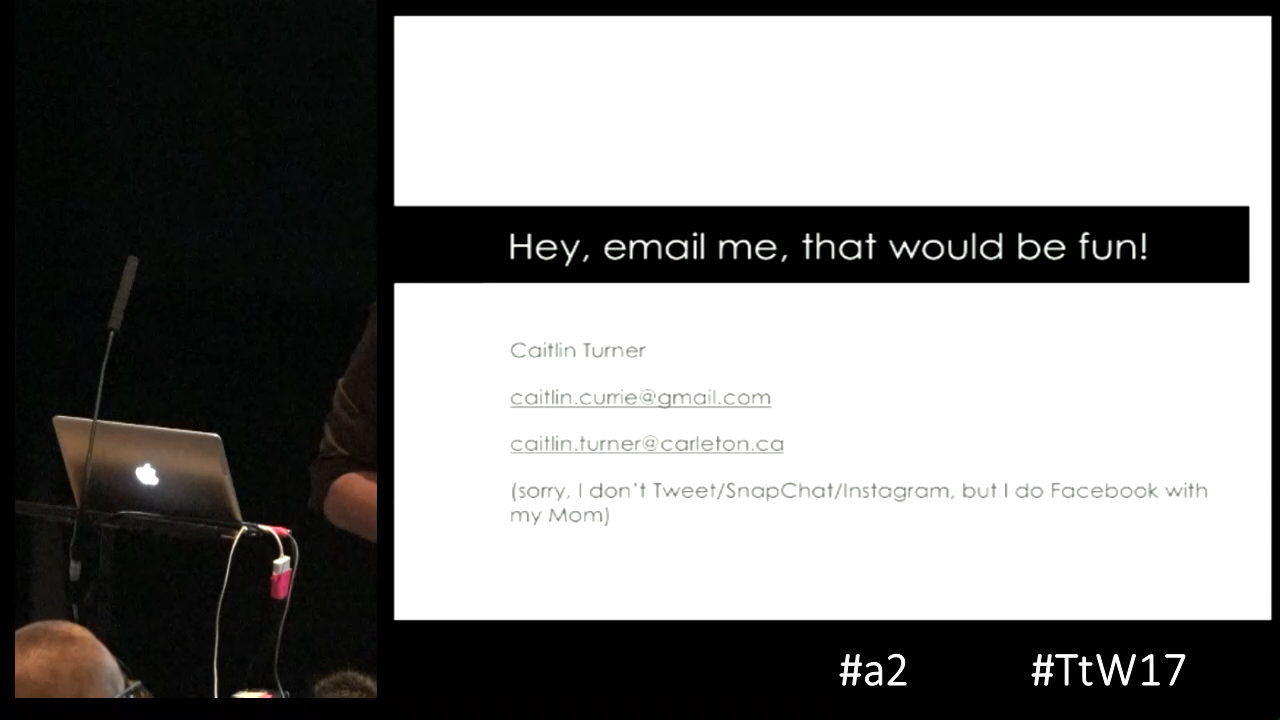 Hey, email me, that would be fun!
Caitlin Turner
caitlin.currie@gmail.com
caitlin.turner@carleton.ca
(sorry, I don't Tweet/SnapChat/Instagram, but I do Facebook with
my Mom)
#a2 #TtW17